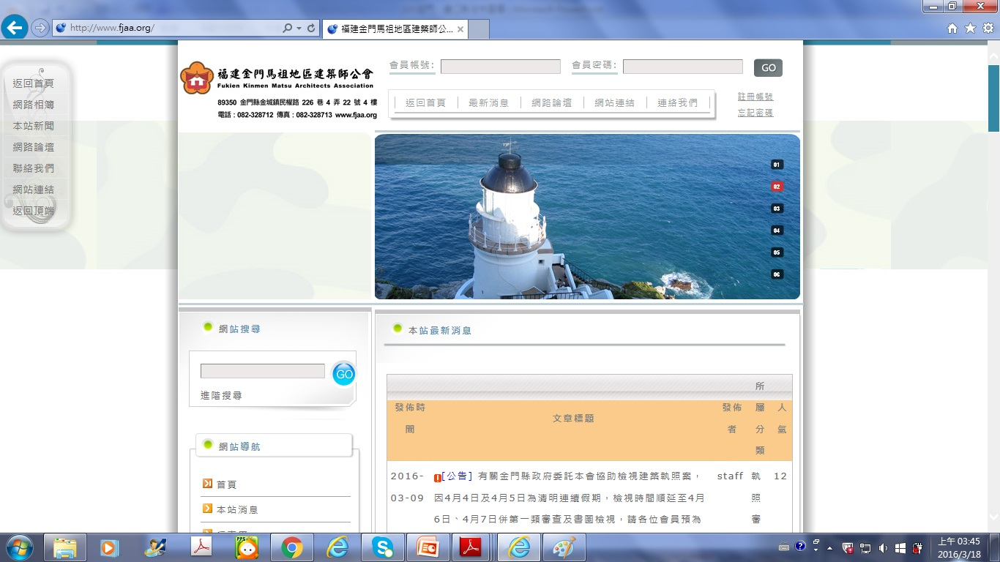 http://www.fjaa.org/
福建金門馬祖地區建築師公...
返回首頁
網路相簿
本站新聞
網路論壇
聯絡我們
網站連結
返回頂端
福建金門馬祖地區建築師公會
Fukien Kinmen Matsu Architects Association
89350 金門縣金城鎮民權路 226 巷 4 弄 22 號 4 樓
電話：082-328712 傳真：082-328713 www.fjaa.org
會員帳號: 會員密碼: GO
返回首頁 最新消息 網路論壇 網站連結 連絡我們
註冊帳號
忘記密碼
01
02
03
04
05
06
網站搜尋
GO
進階搜尋
網站導航
首頁
本站消息
本站最新消息
發佈時間 文章標題 發佈者 所屬分類 人氣
2016-03-09 [公告] 有關金門縣政府委託本會協助檢視建築執照案， staff 執照審 12
因4月4日及4月5日為清明連續假期，檢視時間順延至4月
6日、4月7日併第一類審查及書圖檢視，請各位會員預為
PPS
上午 03:45
2016/3/18